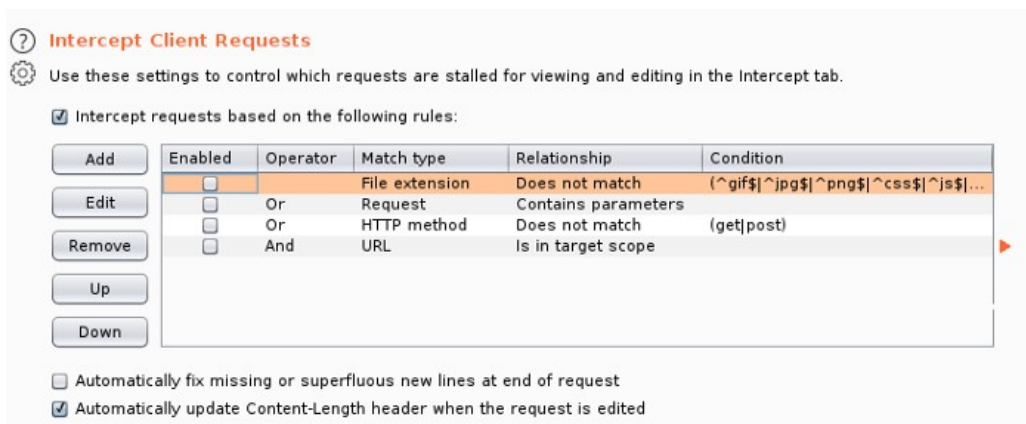 Intercept Client Requests
Use these settings to control which requests are stalled for viewing and editing in the Intercept tab.
Intercept requests based on the following rules:
Add Enabled Operator Match type Relationship Condition
File extension Does not match (^gif$|^jpg$|^png$|^css$|^js$|...
Edit Or Request Contains parameters
Or HTTP method Does not match (get|post)
Remove And URL Is in target scope
Up
Down
Automatically fix missing or superfluous new lines at end of request
Automatically update Content-Length header when the request is edited